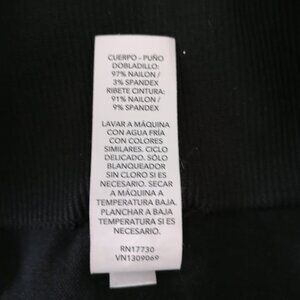 CUERPO - PUÑO
DOBLADILLO:
97% NAILON /
3% SPANDEX
RIBETE CINTURA:
91% NAILON /
9% SPANDEX
LAVAR A MÁQUINA
CON AGUA FRÍA
CON COLORES
SIMILARES. CICLO
DELICADO. SÓLO
BLANQUEADOR
SIN CLORO SI ES
NECESARIO. SECAR
A MÁQUINA A
TEMPERATURA BAJA.
PLANCHAR A BAJA
TEMPERATURA SI ES
NECESARIO.
RN17730
VN1309069